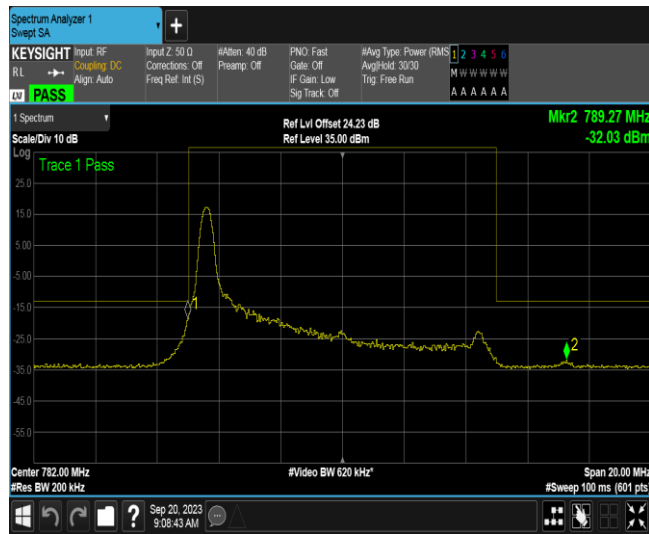 Spectrum Analyzer 1
Swept SA
+
KEYSIGHT
RL
LXI PASS
Input: RF
Coupling: DC
Align: Auto
Input Z: 50 Ω
Corrections: Off
Freq Ref: Int (S)
#Atten: 40 dB
Preamp: Off
PNO: Fast
Gate: Off
IF Gain: Low
Sig Track: Off
#Avg Type: Power (RMS
Avg|Hold: 30/30
Trig: Free Run
1 2 3 4 5 6
M W W W W W
A A A A A A
1 Spectrum
Scale/Div 10 dB
Ref Lvl Offset 24.23 dB
Ref Level 35.00 dBm
Mkr2 789.27 MHz
-32.03 dBm
Log
Trace 1 Pass
25.0
15.0
5.00
-5.00
-15.0
-25.0
-35.0
-45.0
-55.0
1
2
Center 782.00 MHz
#Res BW 200 kHz
#Video BW 620 kHz*
Span 20.00 MHz
#Sweep 100 ms (601 pts
?
Sep 20, 2023
9:08:43 AM